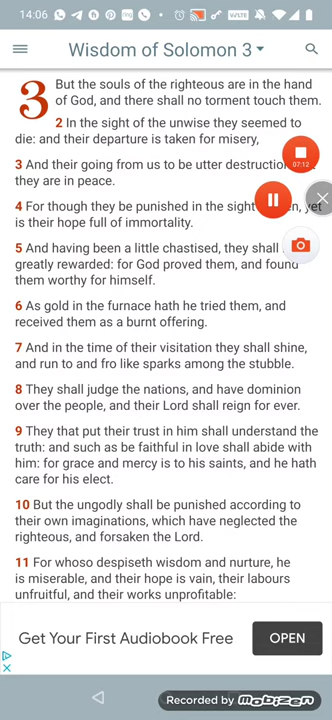 14:06
Wisdom of Solomon 3
3 But the souls of the righteous are in the hand
of God, and there shall no torment touch them.
2 In the sight of the unwise they seemed to
die: and their departure is taken for misery,
07:12
3 And their going from us to be utter destructio
they are in peace.
4 For though they be punished in the sight n, yet
is their hope full of immortality.
5 And having been a little chastised, they shall
greatly rewarded: for God proved them, and found
them worthy for himself.
6 As gold in the furnace hath he tried them, and
received them as a burnt offering.
7 And in the time of their visitation they shall shine,
and run to and fro like sparks among the stubble.
8 They shall judge the nations, and have dominion
over the people, and their Lord shall reign for ever.
9 They that put their trust in him shall understand the
truth: and such as be faithful in love shall abide with
him: for grace and mercy is to his saints, and he hath
care for his elect.
10 But the ungodly shall be punished according to
their own imaginations, which have neglected the
righteous, and forsaken the Lord.
11 For whoso despiseth wisdom and nurture, he
is miserable, and their hope is vain, their labours
unfruitful, and their works unprofitable:
Get Your First Audiobook Free
OPEN
Recorded by Mobizen